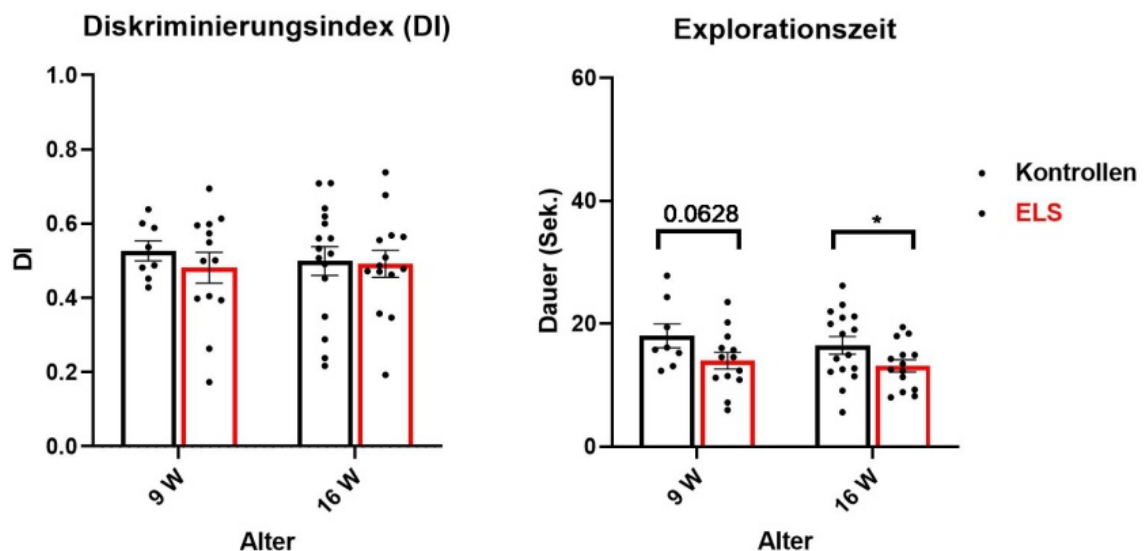 Diskriminierungsindex (DI)
1.0
0.8
0.6
0.4
0.2
0.0
DI
9 W
16 W
Alter
Explorationszeit
60
40
20
0
Dauer (Sek.)
0.0628
*
9 W
16 W
Alter
Kontrollen
ELS